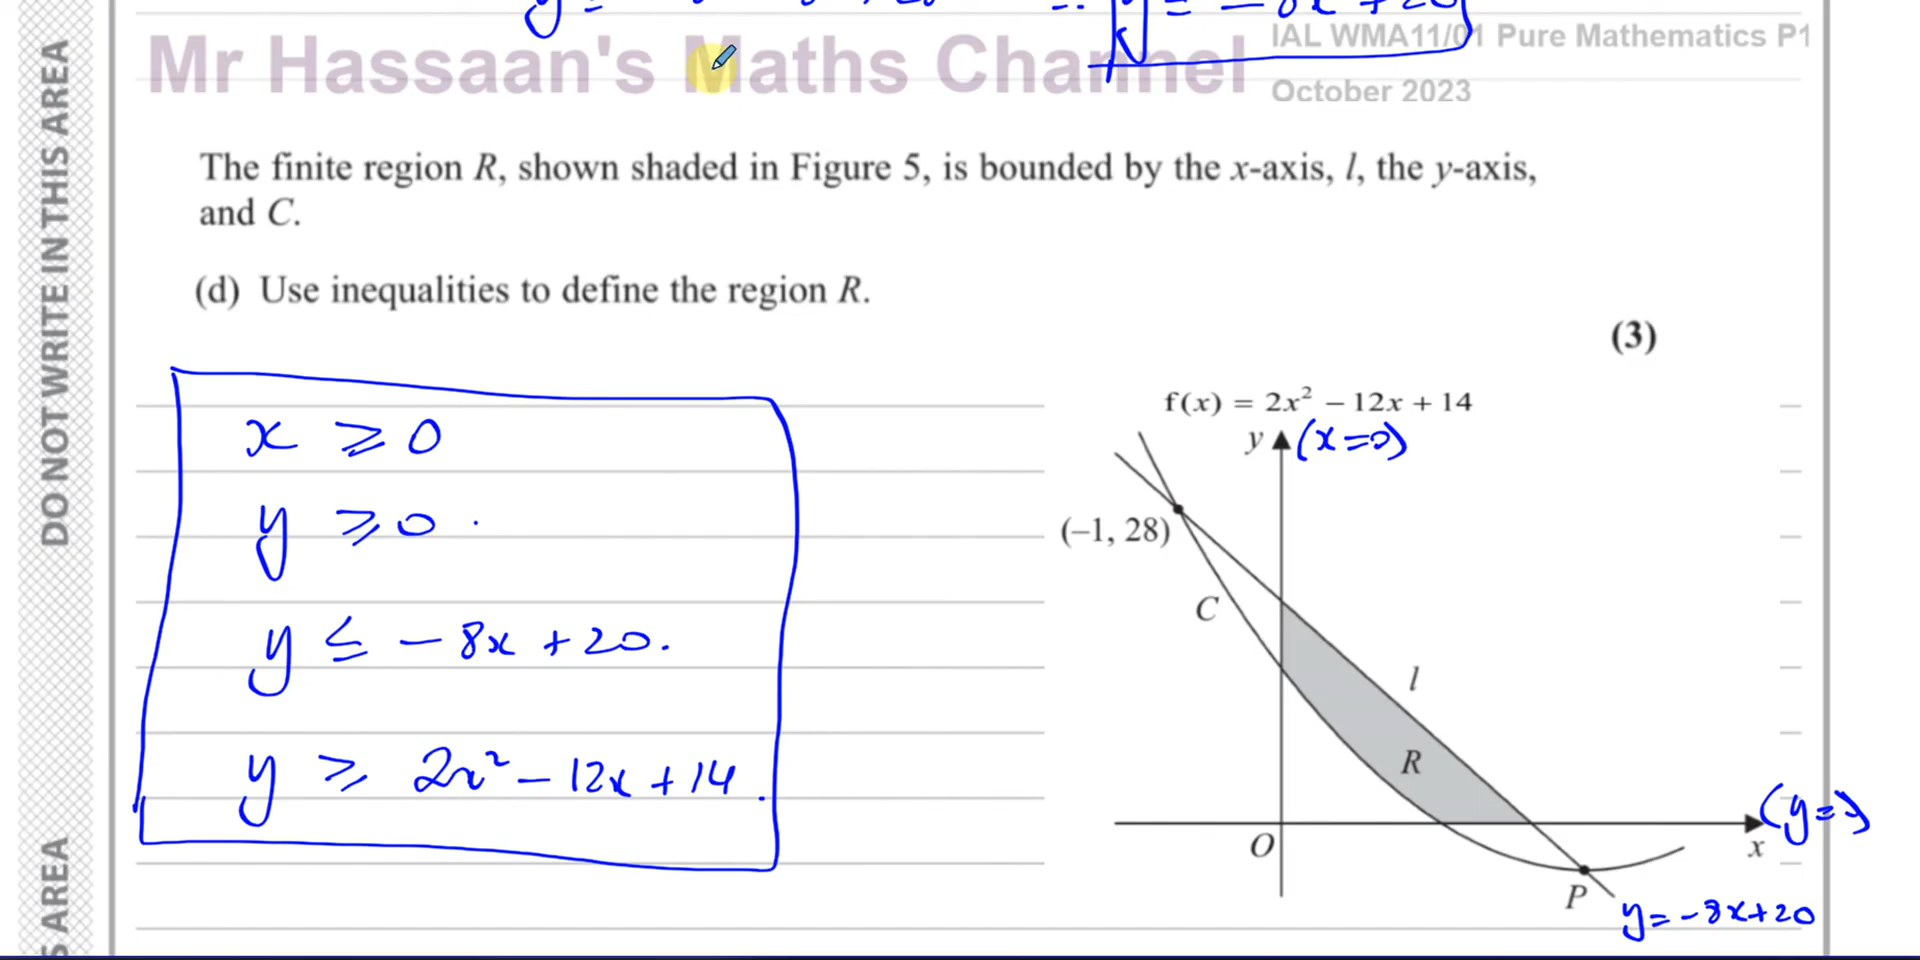 Mr Hassaan's Maths Channel
IAL WMA11/01 Pure Mathematics P1
October 2023
The finite region R, shown shaded in Figure 5, is bounded by the x-axis, l, the y-axis,
and C.
(d) Use inequalities to define the region R.
(3)
x ≥ 0
y ≥ 0.
y ≤ - 8x + 20.
y ≥ 2x² - 12x + 14.
f(x) = 2x² − 12x + 14
y (x=0)
(−1, 28)
C
l
R
O
x
P
y = -8x+20
DO NOT WRITE IN THIS AREA
S AREA